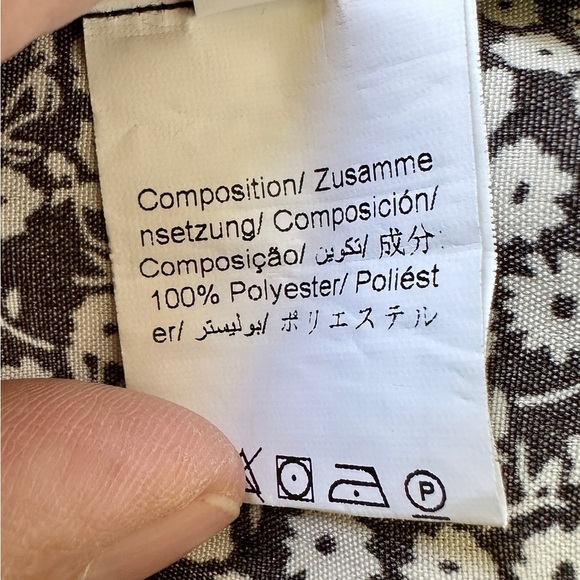 Composition/ Zusamme
nsetzung/ Composición/
Composição/ تكوين/ 成分:
100% Polyester/ Poliést
er/ بوليستر/ ポリエステル
P